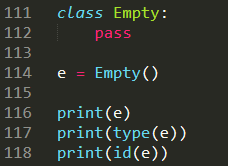 111 class Empty:
112     pass
113
114 e = Empty()
115
116 print(e)
117 print(type(e))
118 print(id(e))